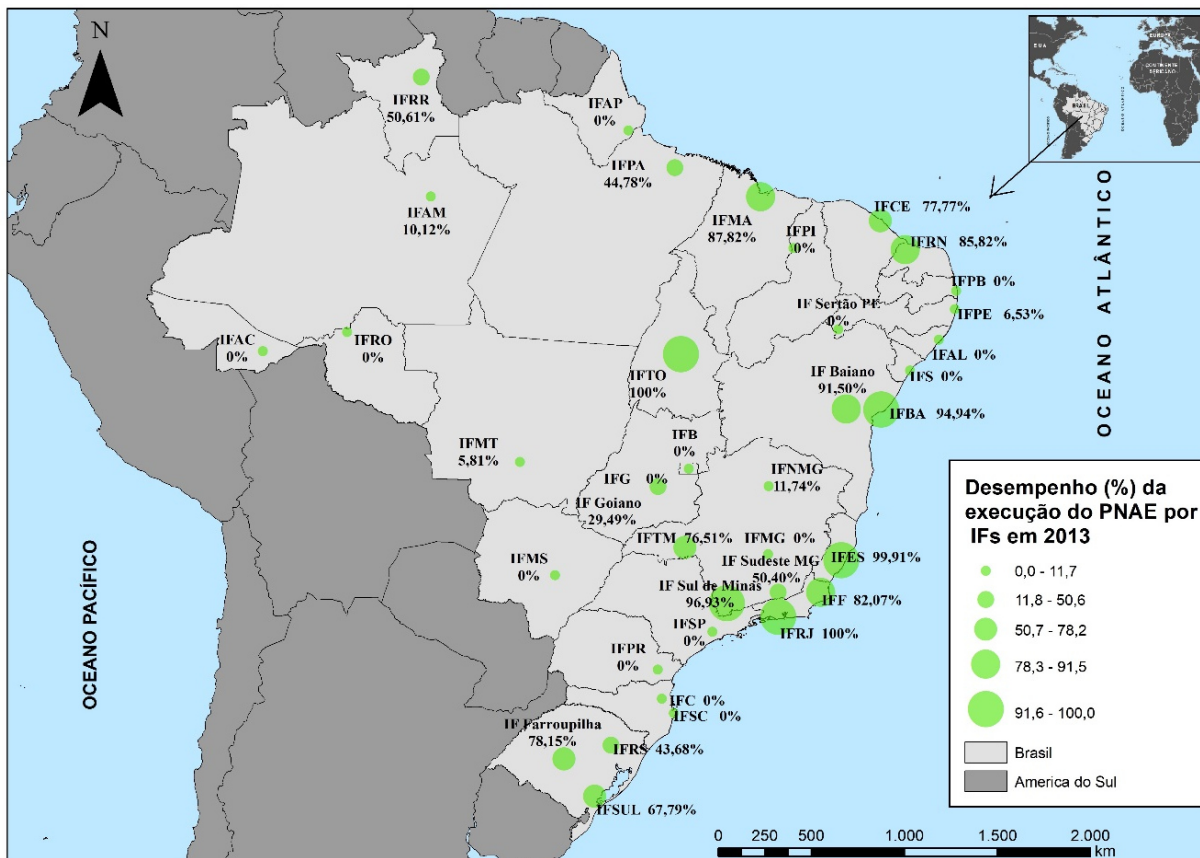 N
IFRR
50,61%
IFAP
0%
IFPA
44,78%
IFAM
10,12%
IFMA
87,82%
IFPI
0%
IFCE 77,77%
IFRN 85,82%
IFPB 0%
IF Sertão PE
0%
IFPE 6,53%
IFAL 0%
IFS 0%
IFAC
0%
IFRO
0%
IFTO
100%
IF Baiano
91,50%
IFBA 94,94%
IFMT
5,81%
IFB
0%
IFG 0%
IF Goiano
29,49%
IFNMG
11,74%
IFTM 76,51%
IFMG 0%
IFES 99,91%
IF Sudeste MG
50,40%
IFMS
0%
IF Sul de Minas
96,93%
IFF 82,07%
IFSP
0%
IFRJ 100%
IFPR
0%
IFC 0%
IFSC 0%
IF Farroupilha
78,15%
IFRS 43,68%
IFSUL 67,79%
OCEANO PACÍFICO
OCEANO ATLÂNTICO
EUA
EUROPA
CONTINENTE
AFRICANO
BRASIL
OCEANO ATLÂNTICO
Desempenho (%) da
execução do PNAE por
IFs em 2013
0,0 - 11,7
11,8 - 50,6
50,7 - 78,2
78,3 - 91,5
91,6 - 100,0
Brasil
America do Sul
0 250 500 1.000 1.500 2.000
km